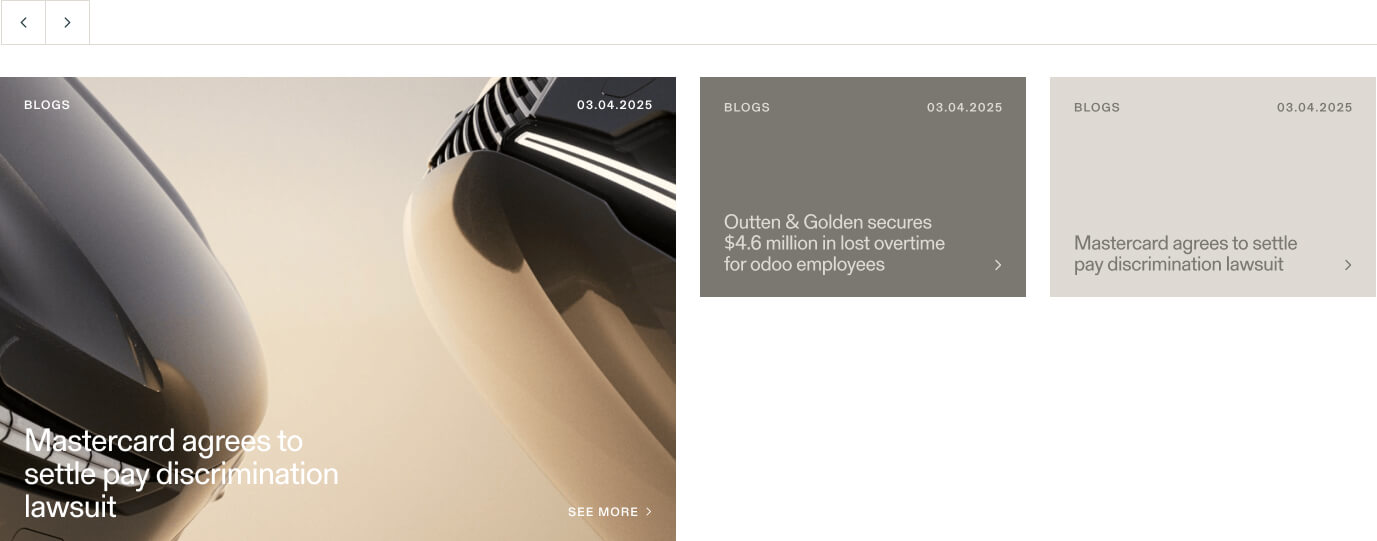 BLOGS
03.04.2025
Mastercard agrees to
settle pay discrimination
lawsuit
SEE MORE
BLOGS
03.04.2025
Outten & Golden secures
$4.6 million in lost overtime
for odoo employees
BLOGS
03.04.2025
Mastercard agrees to settle
pay discrimination lawsuit